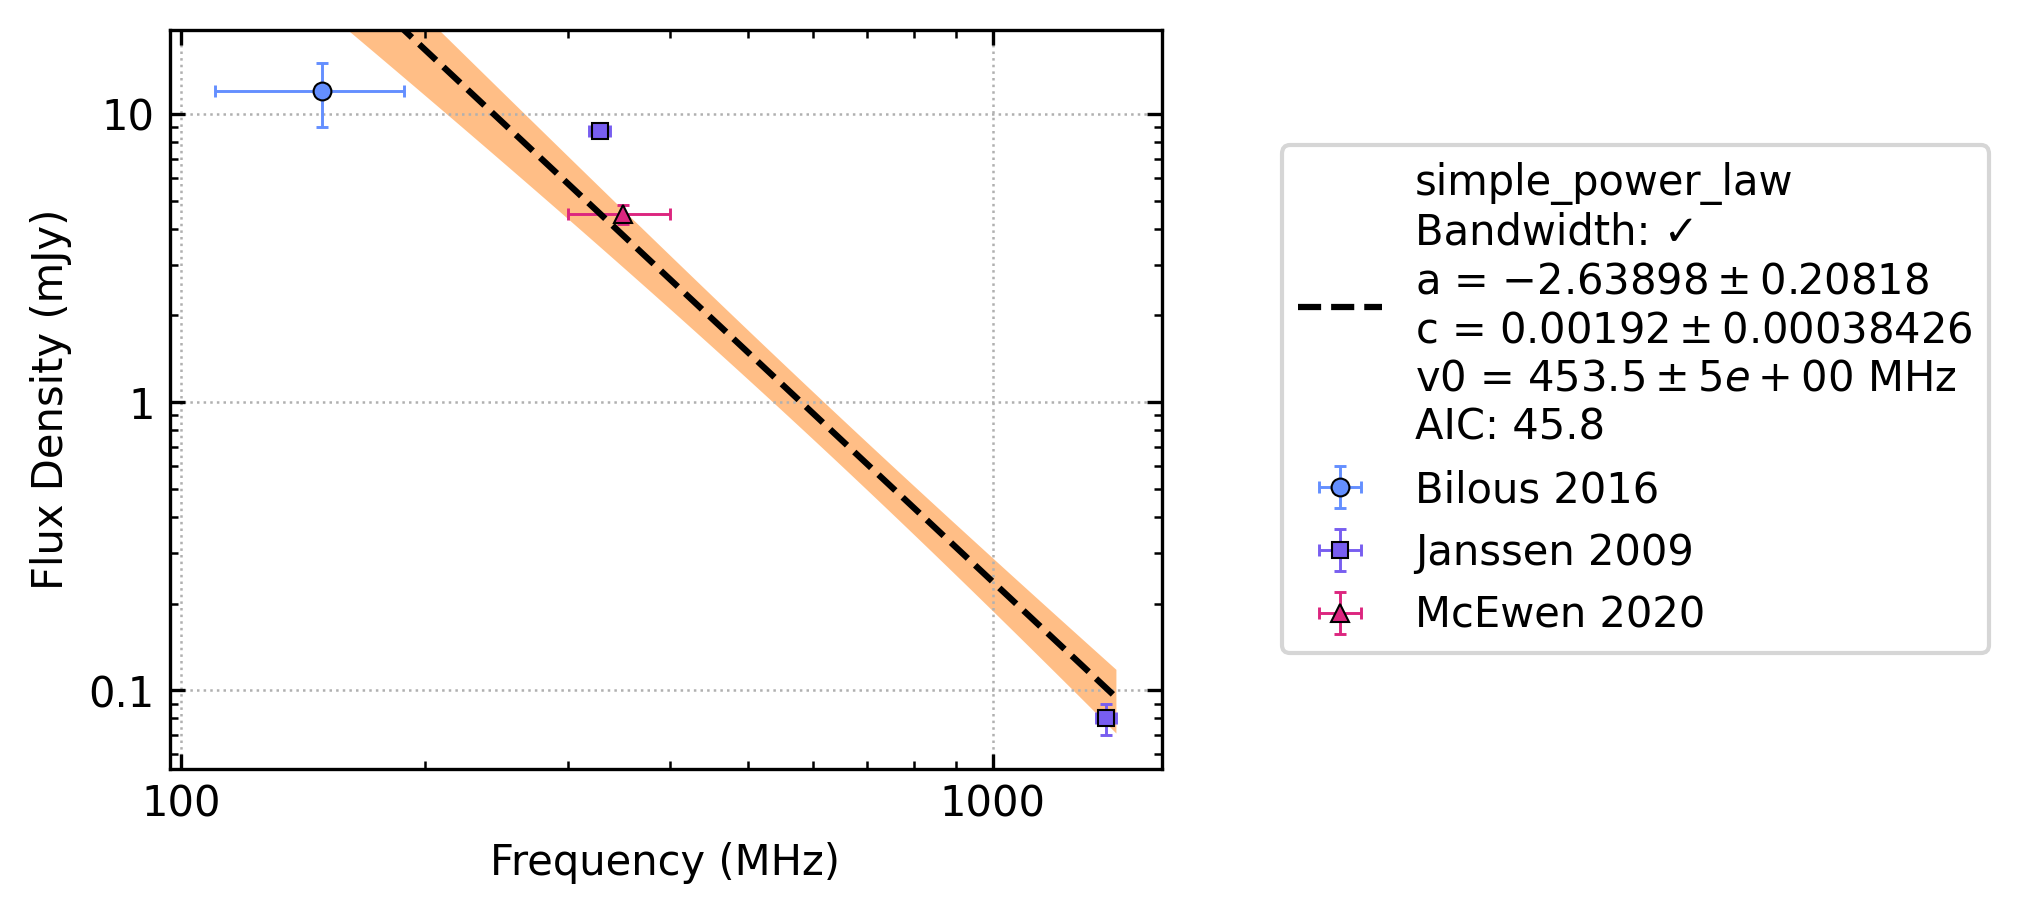 10
1
0.1
100
1000
Flux Density (mJy)
Frequency (MHz)
simple_power_law
Bandwidth: ✓
a = −2.63898 ± 0.20818
c = 0.00192 ± 0.00038426
v0 = 453.5 ± 5e + 00 MHz
AIC: 45.8
Bilous 2016
Janssen 2009
McEwen 2020